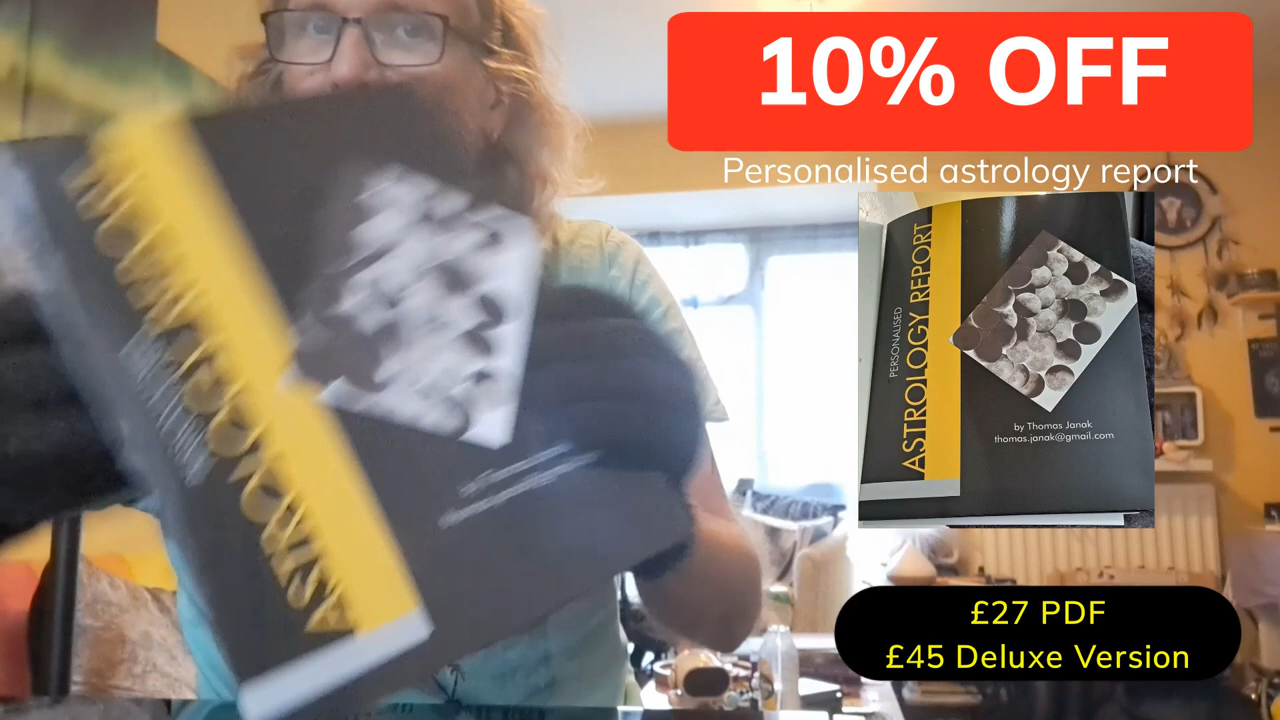 10% OFF
Personalised astrology report
PERSONALISED
ASTROLOGY REPORT
by Thomas Janak
thomas.janak@gmail.com
£27 PDF
£45 Deluxe Version